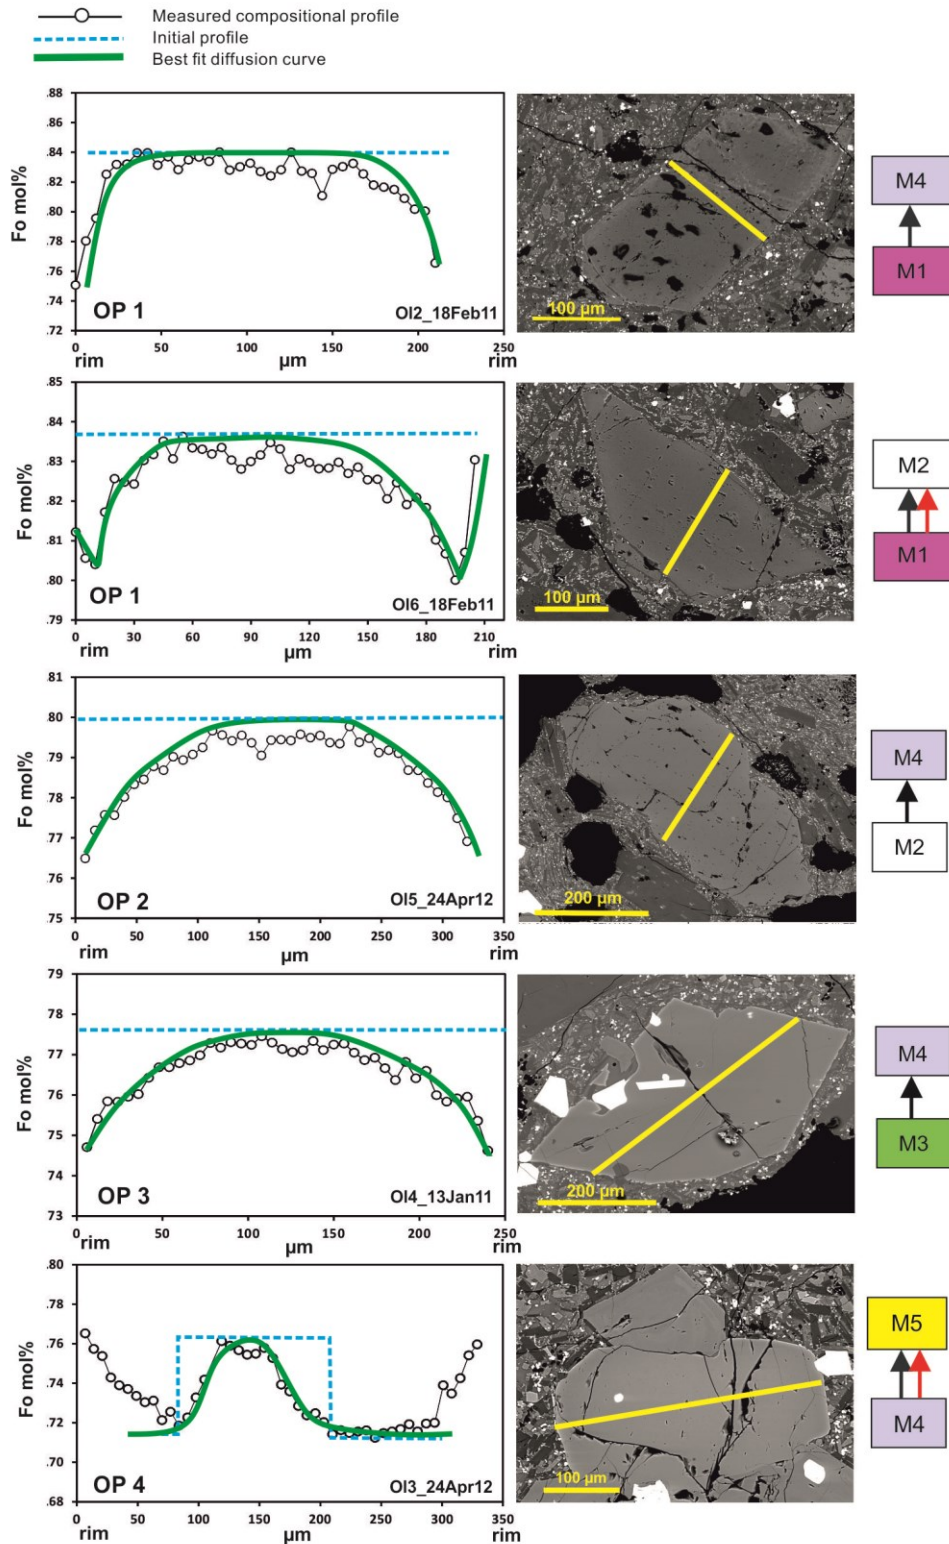 Measured compositional profile
Initial profile
Best fit diffusion curve
.88
.86
.84
.82
.80
.78
.76
.74
.72
Fo mol%
OP 1
Ol2_18Feb11
0 50 100 150 200 250
rim µm rim
100 µm
M4
M1
.85
.84
.83
.82
.81
.80
.79
Fo mol%
OP 1
Ol6_18Feb11
0 30 60 90 120 150 180 210
rim µm rim
100 µm
M2
M1
.81
.80
.79
.78
.77
.76
.75
Fo mol%
OP 2
Ol5_24Apr12
0 50 100 150 200 250 300 350
rim µm rim
200 µm
M4
M2
79
.78
77
76
75
74
73
Fo mol%
OP 3
Ol4_13Jan11
0 50 100 150 200 250
rim µm rim
200 µm
M4
M3
.80
.78
.76
.74
.72
.70
.68
Fo mol%
OP 4
Ol3_24Apr12
0 50 100 150 200 250 300 350
rim µm rim
100 µm
M5
M4